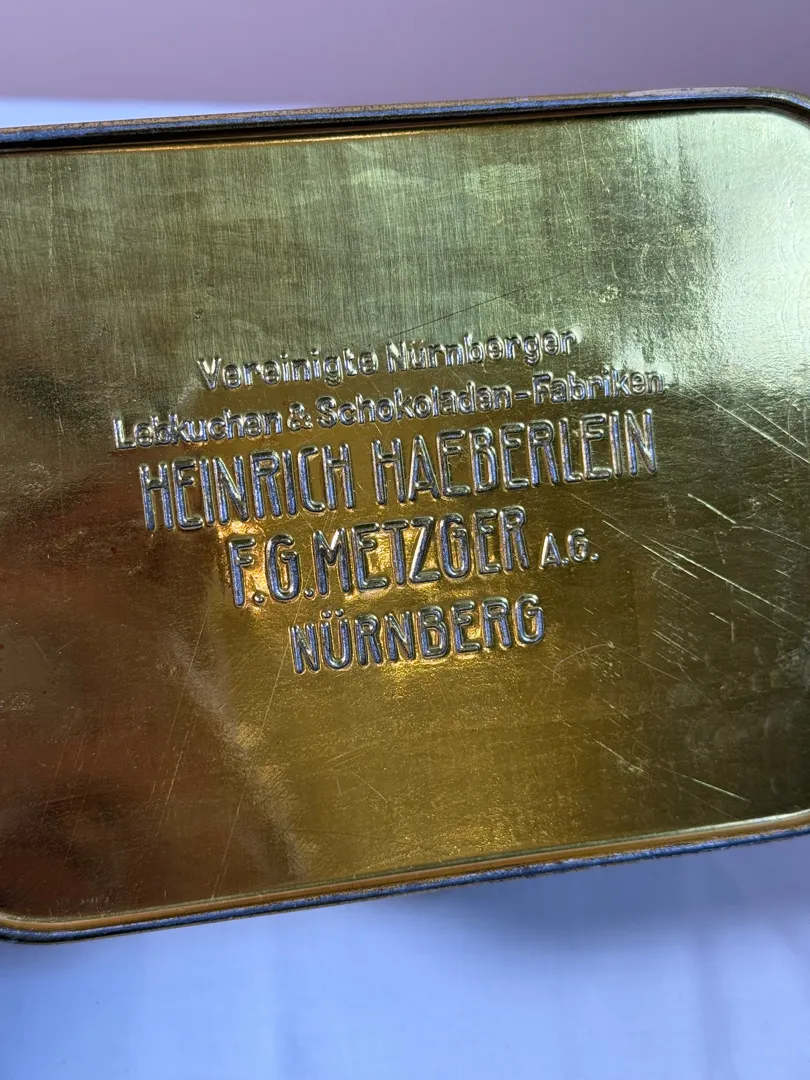 Vereinigte Nürnberger
Lebkuchen & Schokoladen-Fabriken
HEINRICH HAEBERLEIN
F.G. METZGER A.G.
NÜRNBERG